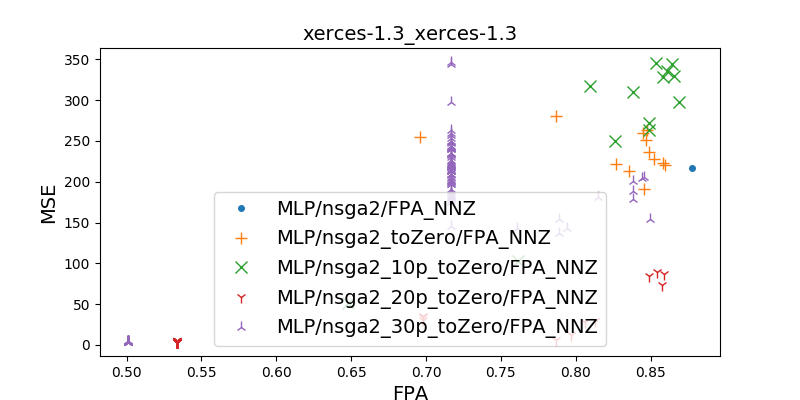 xerces-1.3_xerces-1.3
350
300
250
200
150
100
50
0
MSE
MLP/nsga2/FPA_NNZ
MLP/nsga2_toZero/FPA_NNZ
MLP/nsga2_10p_toZero/FPA_NNZ
MLP/nsga2_20p_toZero/FPA_NNZ
MLP/nsga2_30p_toZero/FPA_NNZ
0.50 0.55 0.60 0.65 0.70 0.75 0.80 0.85
FPA